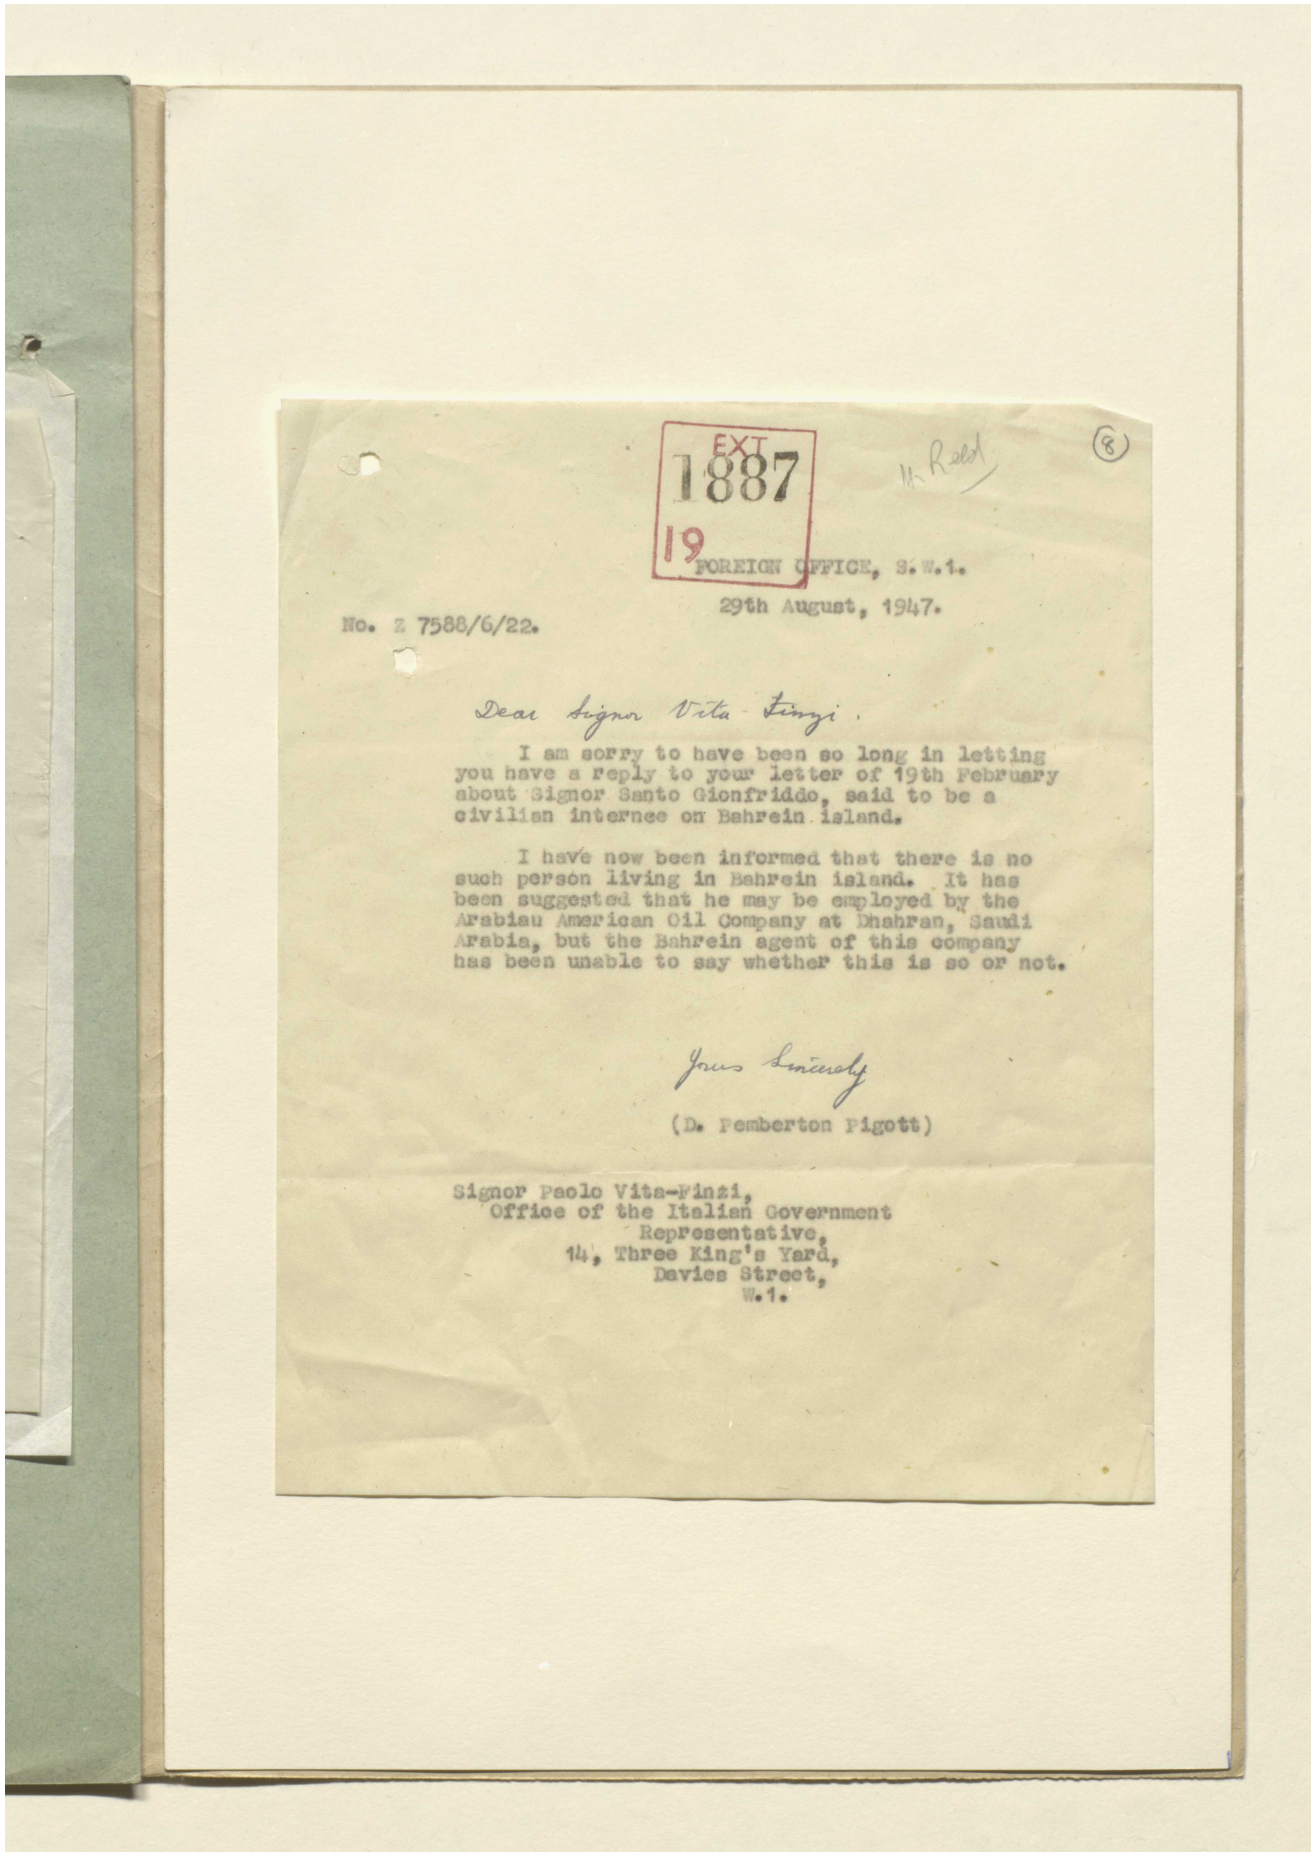 EXT
1887
19
8
FOREIGN OFFICE, S.W.1.
29th August, 1947.
No. Z 7588/6/22.
Dear Signor Vita-Finzi.
I am sorry to have been so long in letting
you have a reply to your letter of 19th February
about Signor Santo Gionfriddo, said to be a
civilian internee on Bahrein island.
I have now been informed that there is no
such person living in Bahrein island. It has
been suggested that he may be employed by the
Arabiau American Oil Company at Dhahran, Saudi
Arabia, but the Bahrein agent of this company
has been unable to say whether this is so or not.
Yours Sincerely
(D. Pemberton Pigott)
Signor Paolo Vita-Finzi,
Office of the Italian Government
Representative,
14, Three King's Yard,
Davies Street,
W.1.